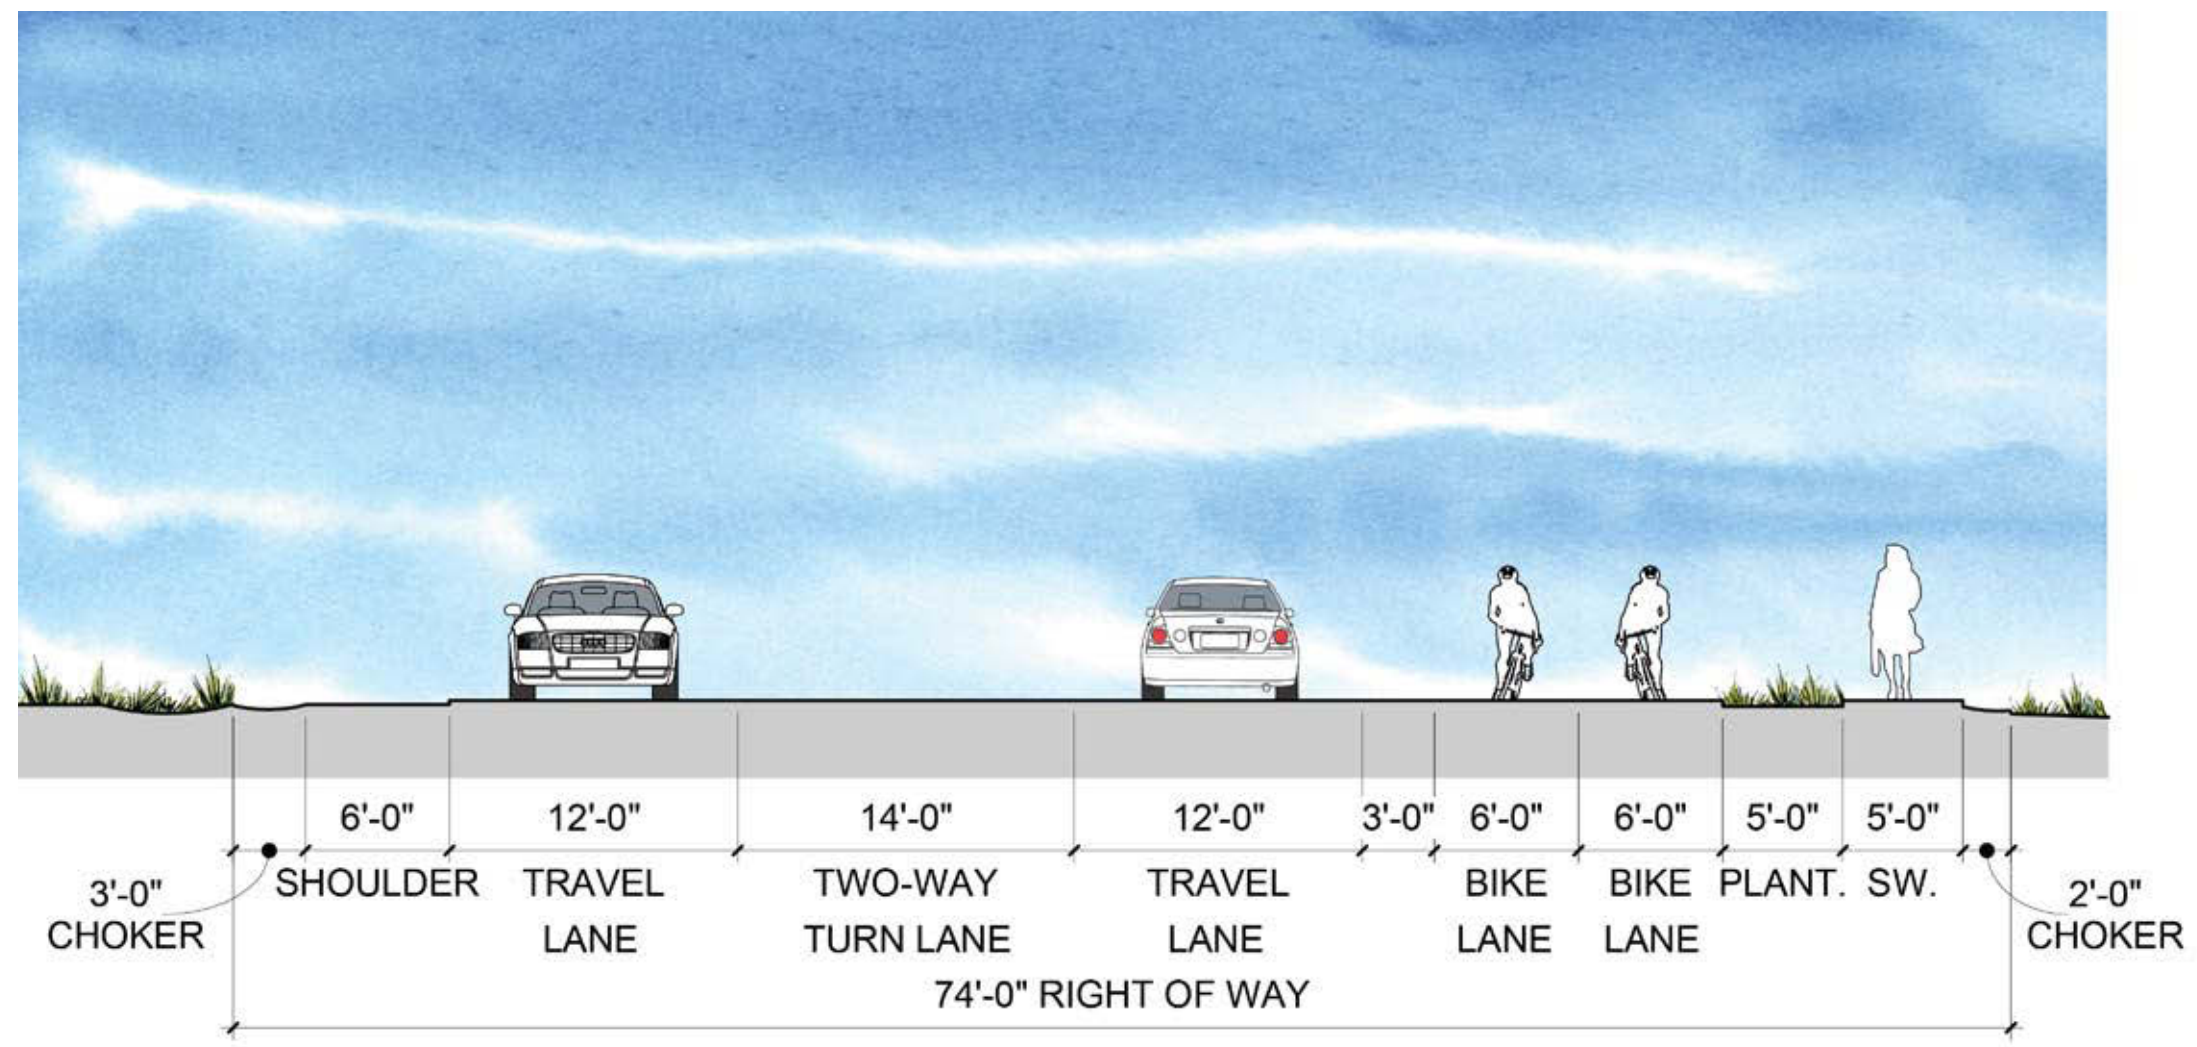 6'-0" 12'-0" 14'-0" 12'-0" 3'-0" 6'-0" 6'-0" 5'-0" 5'-0"
3'-0" SHOULDER TRAVEL TWO-WAY TRAVEL BIKE BIKE PLANT. SW. 2'-0"
CHOKER LANE TURN LANE LANE LANE LANE CHOKER
74'-0" RIGHT OF WAY